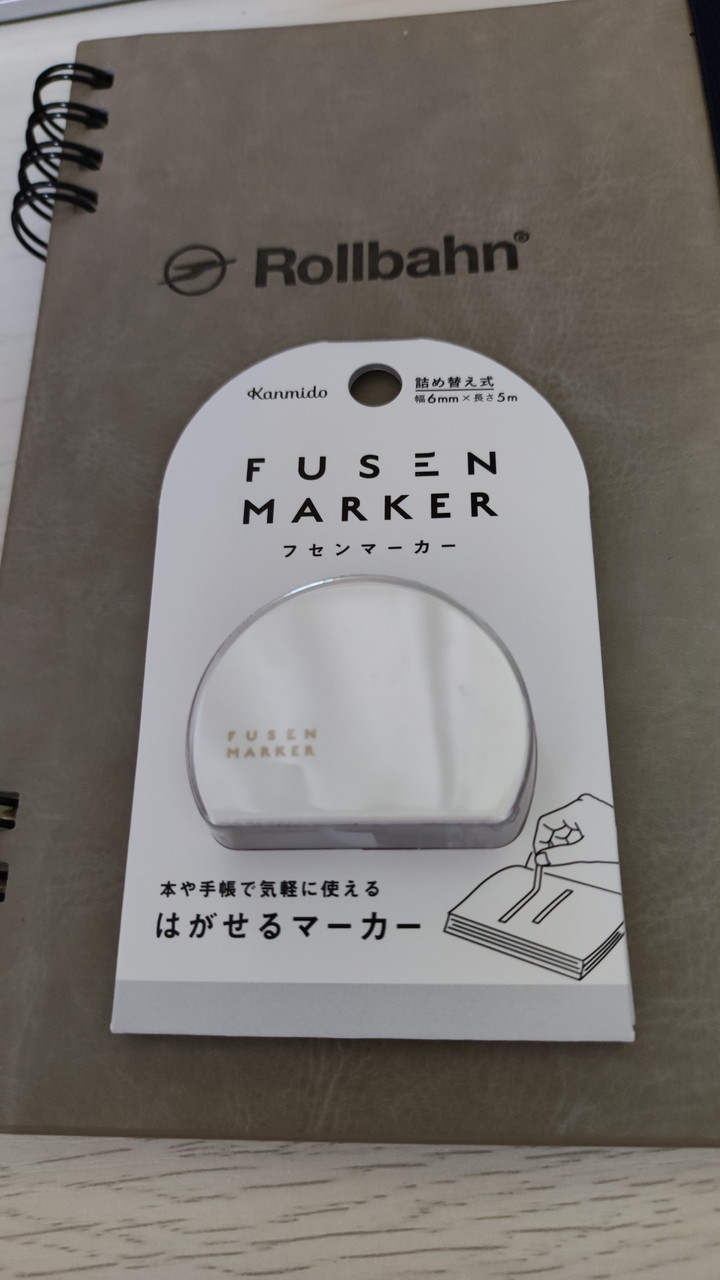 Rollbahn®
Kanmido
詰め替え式
幅6mm×長さ5m
FUSEN
MARKER
フセンマーカー
FUSEN
MARKER
本や手帳で気軽に使える
はがせるマーカー